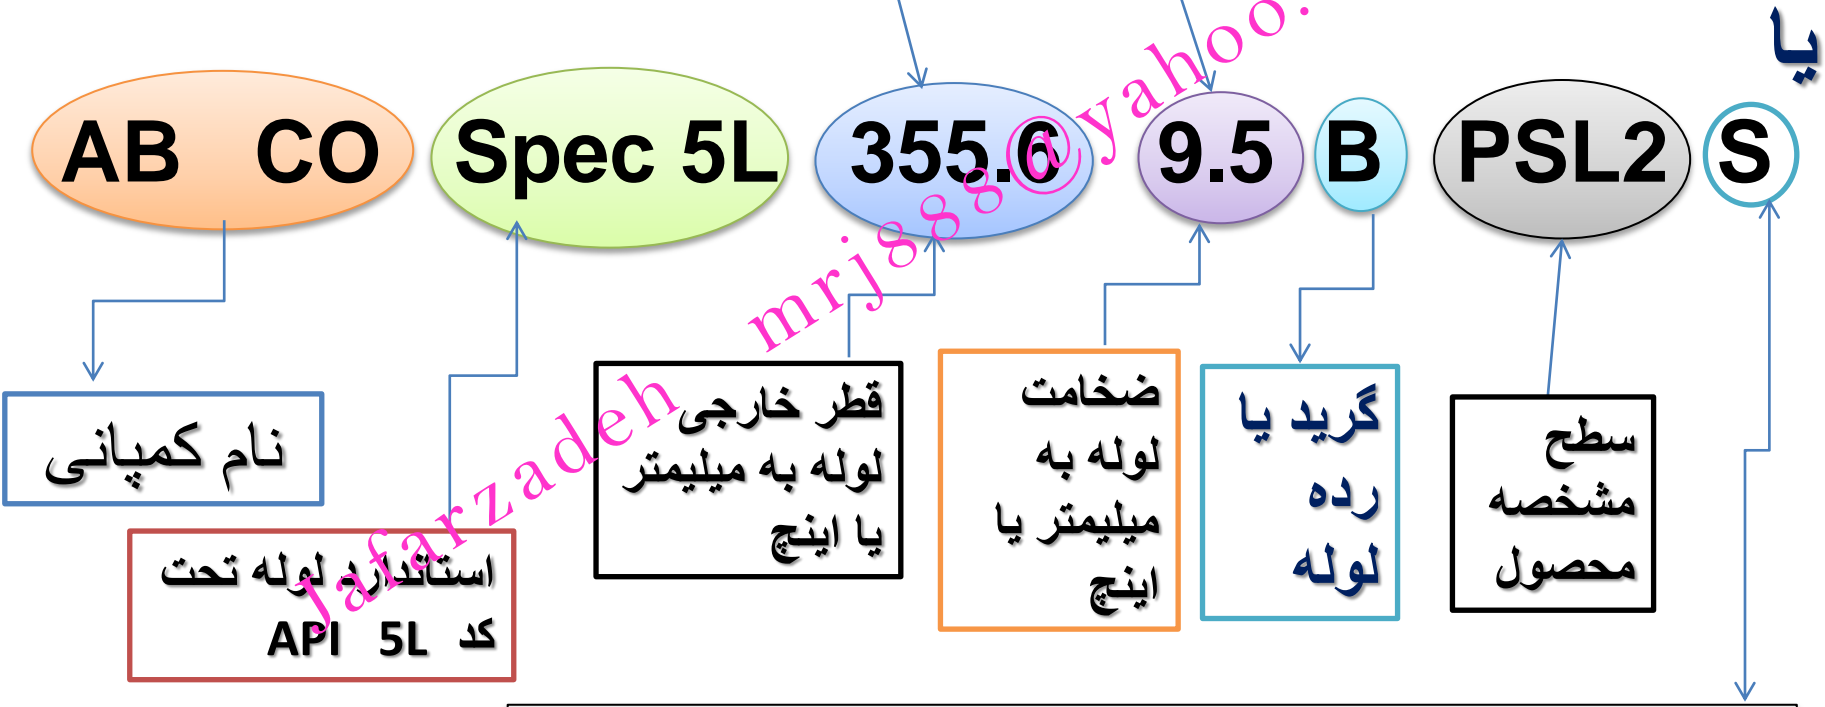 یا
AB CO Spec 5L 355.6 9.5 B PSL2 S
نام کمپانی
استاندارد لوله تحت
کد API 5L
قطر خارجی
لوله به میلیمتر
یا اینچ
ضخامت
لوله به
میلیمتر یا
اینچ
گرید یا
رده
لوله
سطح
مشخصه
محصول
Jafarzadeh mrj888@yahoo.